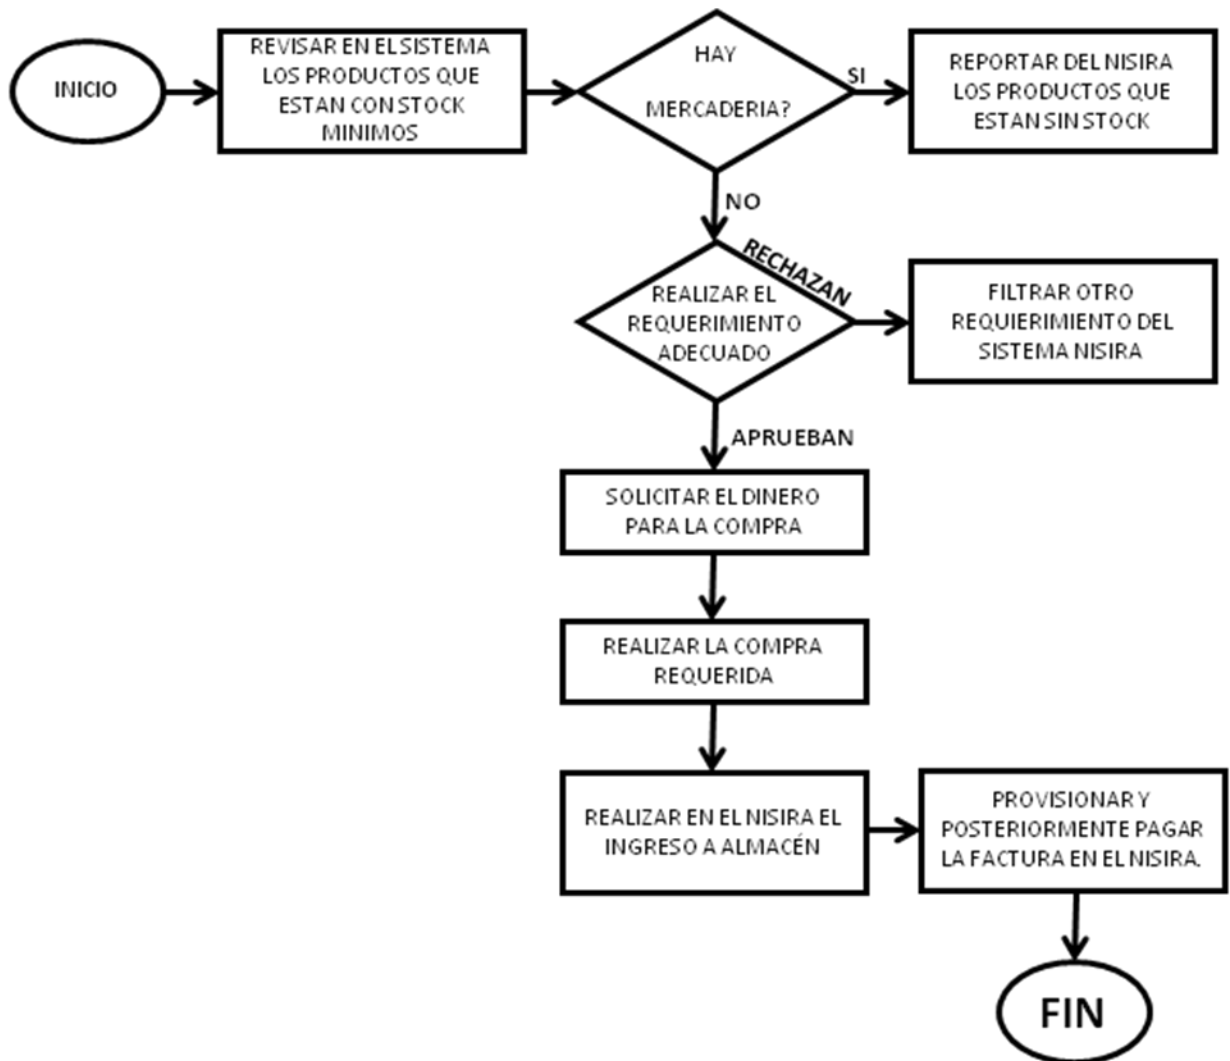 INICIO
REVISAR EN EL SISTEMA
LOS PRODUCTOS QUE
ESTAN CON STOCK
MINIMOS
HAY
MERCADERIA?
SI
REPORTAR DEL NISIRA
LOS PRODUCTOS QUE
ESTAN SIN STOCK
NO
REALIZAR EL
REQUERIMIENTO
ADECUADO
RECHAZAN
FILTRAR OTRO
REQUIERIMIENTO DEL
SISTEMA NISIRA
APRUEBAN
SOLICITAR EL DINERO
PARA LA COMPRA
REALIZAR LA COMPRA
REQUERIDA
REALIZAR EN EL NISIRA EL
INGRESO A ALMACÉN
PROVISIONAR Y
POSTERIORMENTE PAGAR
LA FACTURA EN EL NISIRA.
FIN